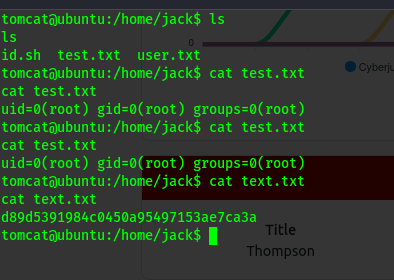 tomcat@ubuntu:/home/jack$ ls
ls
id.sh  test.txt  user.txt
tomcat@ubuntu:/home/jack$ cat test.txt
cat test.txt
uid=0(root) gid=0(root) groups=0(root)
tomcat@ubuntu:/home/jack$ cat test.txt
cat test.txt
uid=0(root) gid=0(root) groups=0(root)
tomcat@ubuntu:/home/jack$ cat text.txt
cat text.txt
d89d5391984c0450a95497153ae7ca3a
tomcat@ubuntu:/home/jack$
0
Cyberju
Title
Thompson